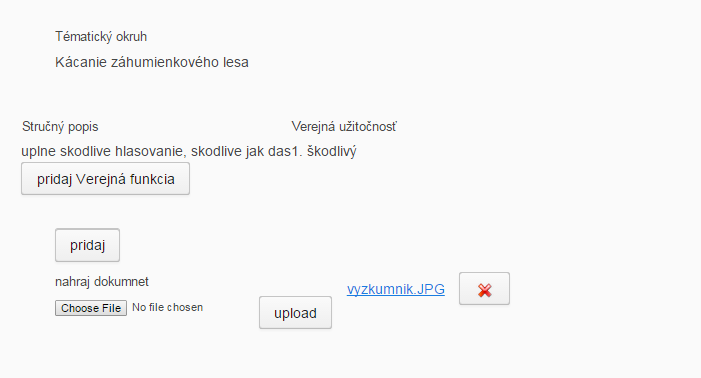 Tématický okruh
Kácanie záhumienkového lesa
Stručný popis Verejná užitočnosť
uplne skodlive hlasovanie, skodlive jak das1. škodlivý
pridaj Verejná funkcia
pridaj
nahraj dokumnet
vyzkumnik.JPG
Choose File No file chosen
upload